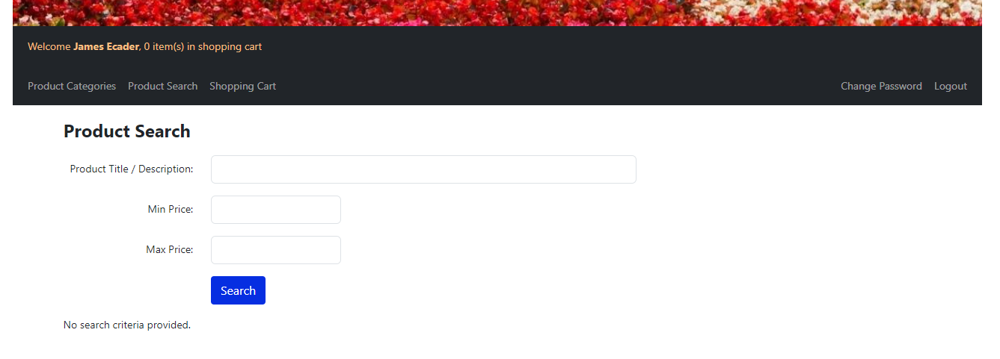 Welcome James Ecader, 0 item(s) in shopping cart
Product Categories Product Search Shopping Cart Change Password Logout
Product Search
Product Title / Description:
Min Price:
Max Price:
Search
No search criteria provided.